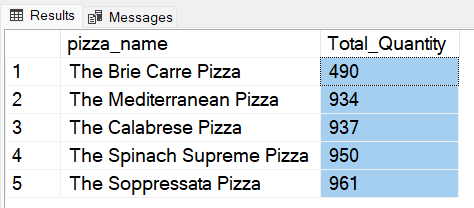 Results Messages
pizza_name Total_Quantity
1 The Brie Carre Pizza 490
2 The Mediterranean Pizza 934
3 The Calabrese Pizza 937
4 The Spinach Supreme Pizza 950
5 The Soppressata Pizza 961